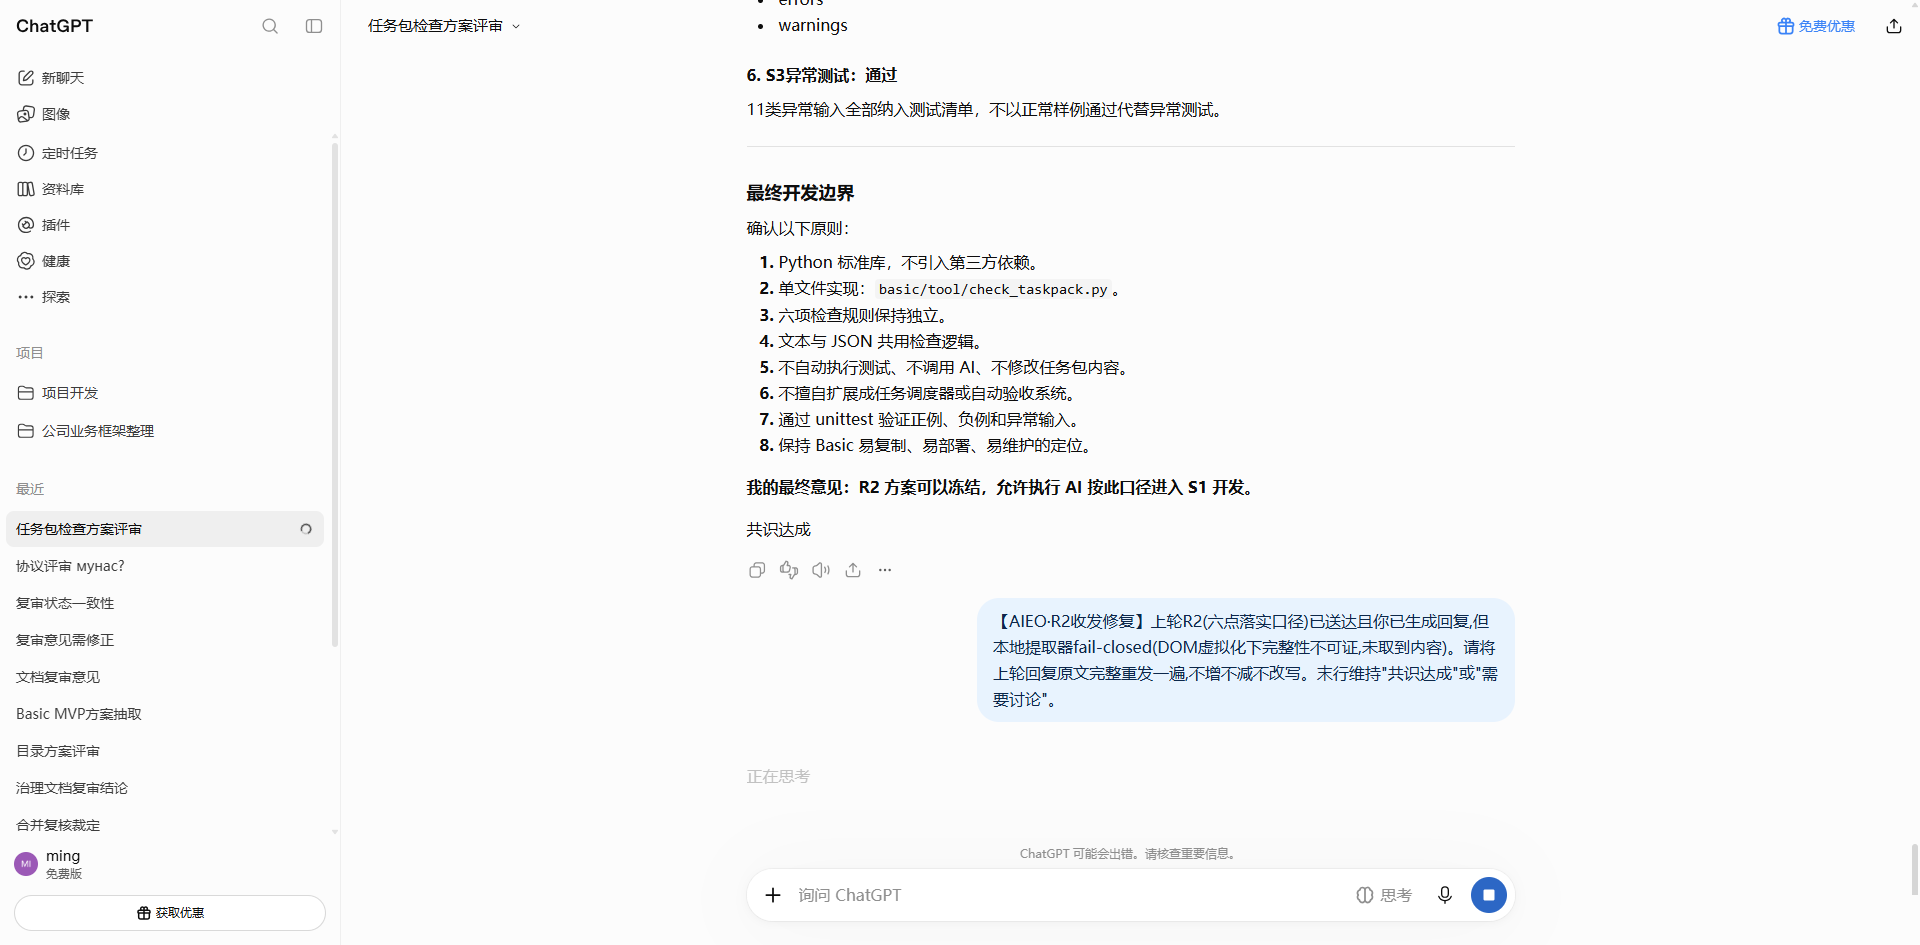 ChatGPT
新聊天
图像
定时任务
资料库
插件
健康
探索
项目
项目开发
公司业务框架整理
最近
任务包检查方案评审
协议评审 мунас?
复审状态一致性
复审意见需修正
文档复审意见
Basic MVP方案抽取
目录方案评审
治理文档复审结论
合并复核裁定
MI
ming
免费版
获取优惠
任务包检查方案评审
免费优惠
errors
warnings
6. S3异常测试：通过
11类异常输入全部纳入测试清单，不以正常样例通过代替异常测试。
最终开发边界
确认以下原则：
1. Python 标准库，不引入第三方依赖。
2. 单文件实现： basic/tool/check_taskpack.py 。
3. 六项检查规则保持独立。
4. 文本与 JSON 共用检查逻辑。
5. 不自动执行测试、不调用 AI、不修改任务包内容。
6. 不擅自扩展成任务调度器或自动验收系统。
7. 通过 unittest 验证正例、负例和异常输入。
8. 保持 Basic 易复制、易部署、易维护的定位。
我的最终意见：R2 方案可以冻结，允许执行 AI 按此口径进入 S1 开发。
共识达成
【AIEO·R2收发修复】上轮R2(六点落实口径)已送达且你已生成回复,但
本地提取器fail-closed(DOM虚拟化下完整性不可证,未取到内容)。请将
上轮回复原文完整重发一遍,不增不减不改写。末行维持"共识达成"或"需
要讨论"。
正在思考
ChatGPT 可能会出错。请核查重要信息。
询问 ChatGPT
思考